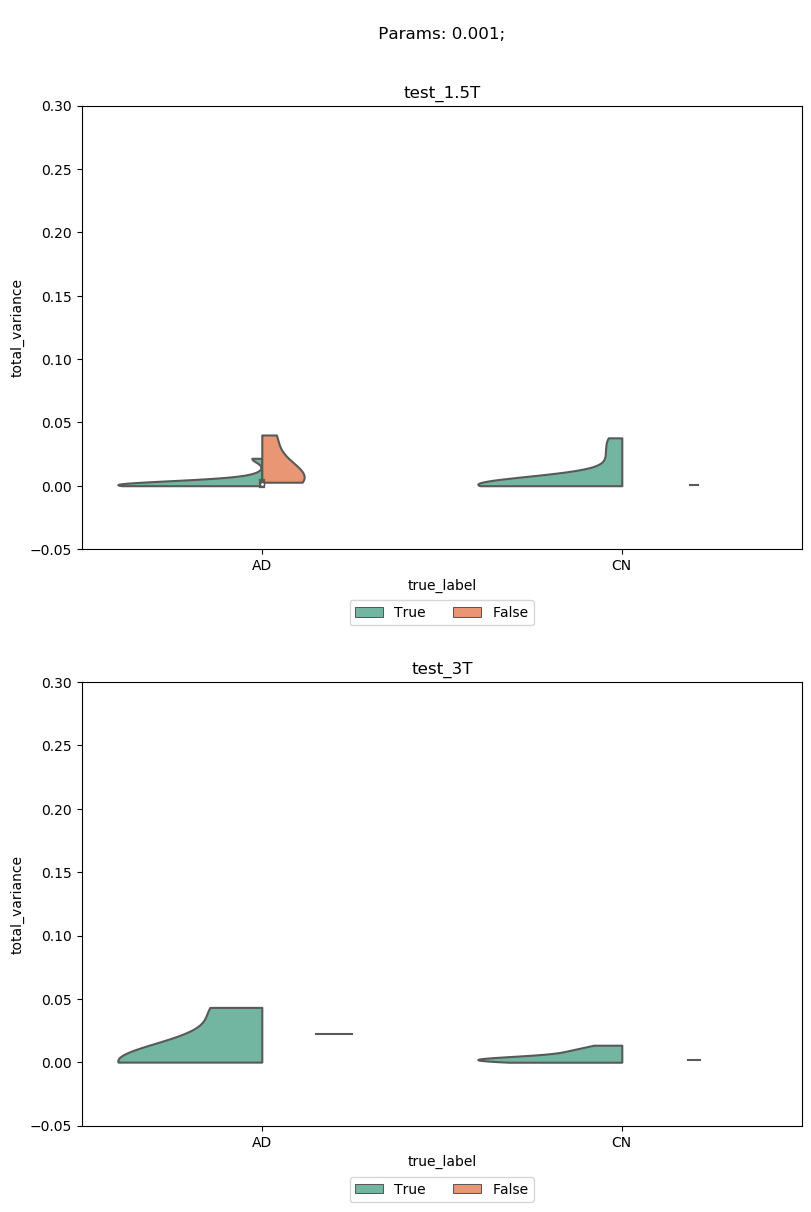 Params: 0.001;
test_1.5T
0.30
0.25
0.20
0.15
0.10
0.05
0.00
−0.05
total_variance
AD CN
true_label
True False
test_3T
0.30
0.25
0.20
0.15
0.10
0.05
0.00
−0.05
total_variance
AD CN
true_label
True False